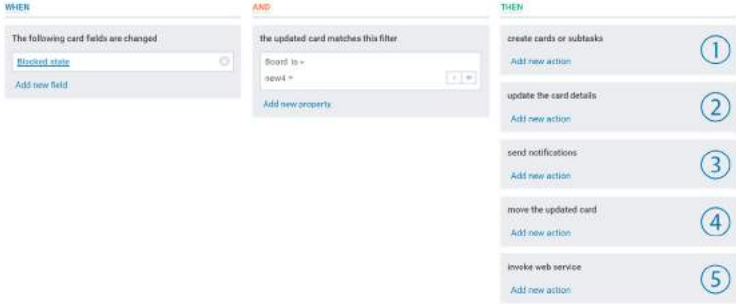 WHEN
The following card fields are changed
Blocked state
Add new field
AND
the updated card matches this filter
Board is
new4
Add new property
THEN
create cards or subtasks
Add new action
1
update the card details
Add new action
2
send notifications
Add new action
3
move the updated card
Add new action
4
invoke web service
Add new action
5